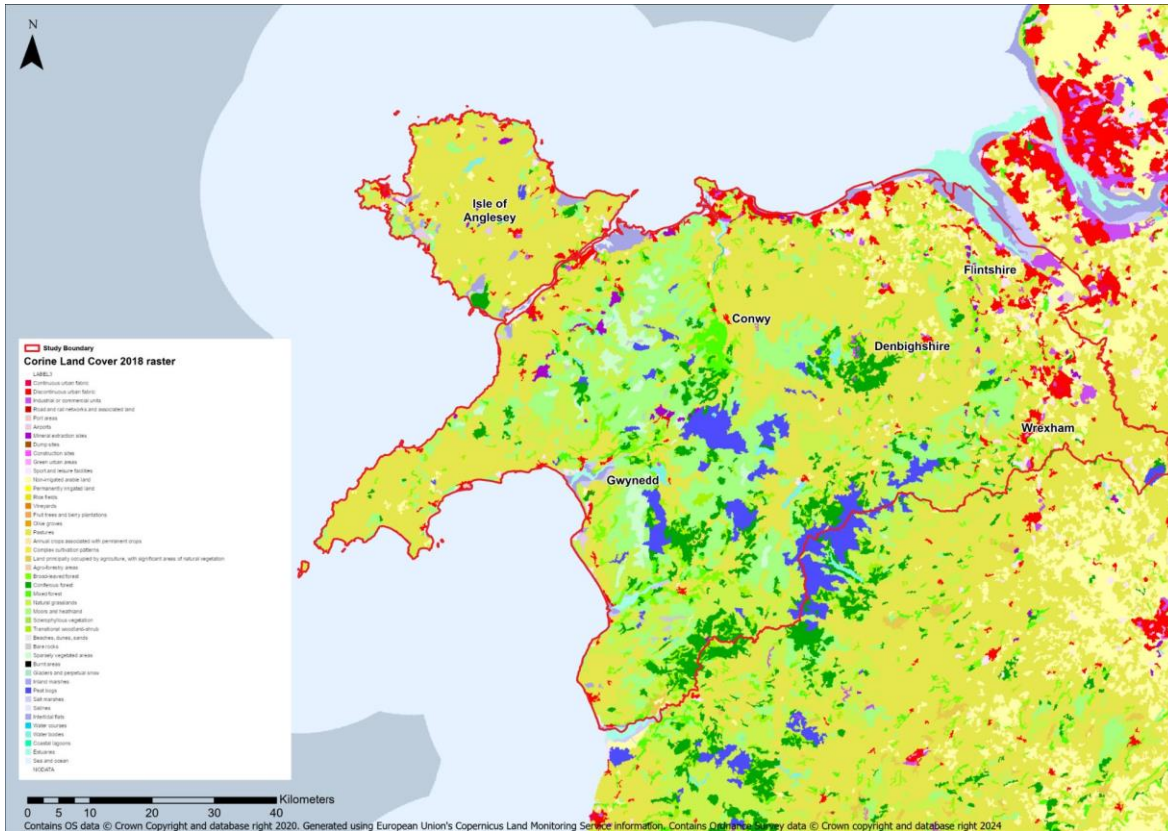 N
Isle of
Anglesey
Flintshire
Conwy
Denbighshire
Wrexham
Gwynedd
Study Boundary
Corine Land Cover 2018 raster
LABEL3
Continuous urban fabric
Discontinuous urban fabric
Industrial or commercial units
Road and rail networks and associated land
Port areas
Airports
Mineral extraction sites
Dump sites
Construction sites
Green urban areas
Sport and leisure facilities
Non-irrigated arable land
Permanently irrigated land
Rice fields
Vineyards
Fruit trees and berry plantations
Olive groves
Pastures
Annual crops associated with permanent crops
Complex cultivation patterns
Land principally occupied by agriculture, with significant areas of natural vegetation
Agro-forestry areas
Broad-leaved forest
Coniferous forest
Mixed forest
Natural grasslands
Moors and heathland
Sclerophyllous vegetation
Transitional woodland-shrub
Beaches, dunes, sands
Bare rocks
Sparsely vegetated areas
Burnt areas
Glaciers and perpetual snow
Inland marshes
Peat bogs
Salt marshes
Salines
Intertidal flats
Water courses
Water bodies
Coastal lagoons
Estuaries
Sea and ocean
NODATA
Kilometers
0 5 10 20 30 40
Contains OS data © Crown Copyright and database right 2020. Generated using European Union's Copernicus Land Monitoring Service information. Contains Ordnance Survey data © Crown copyright and database right 2024